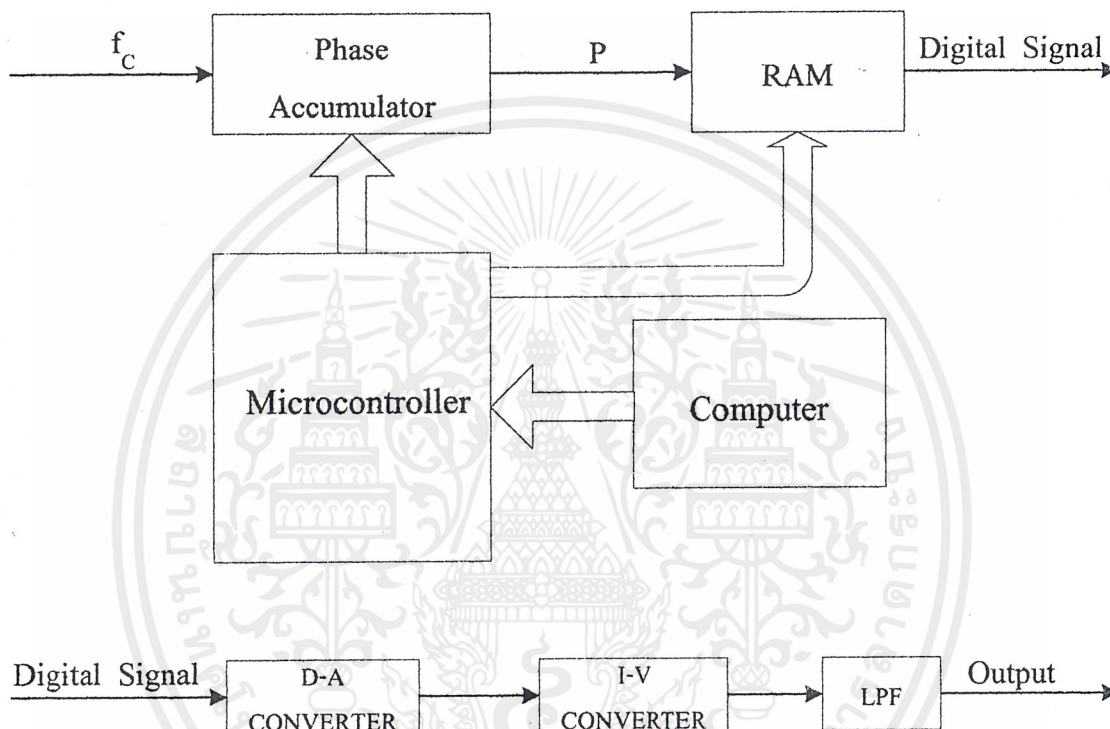 f_C
Phase
Accumulator
P
RAM
Digital Signal
Microcontroller
Computer
Digital Signal
D-A
CONVERTER
I-V
CONVERTER
LPF
Output